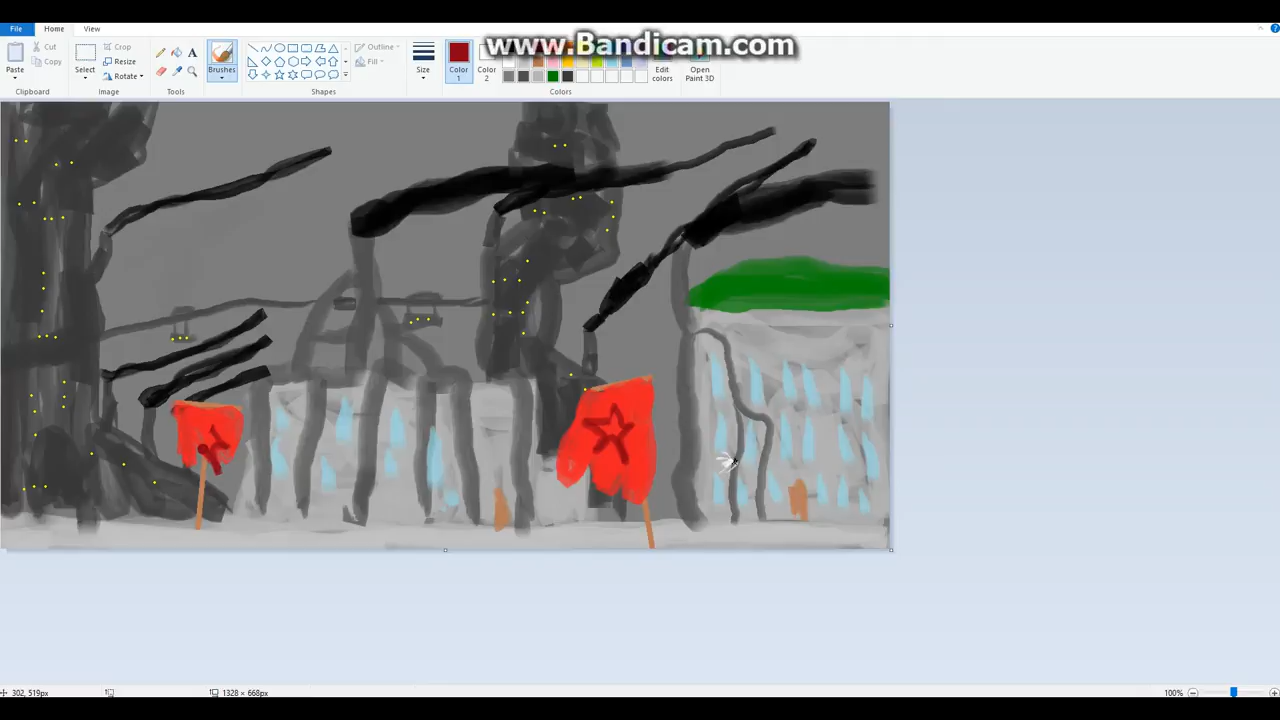 www.Bandicam.com
File Home View
Paste
Cut
Copy
Clipboard
Select
Crop
Resize
Rotate
Image
Tools
Brushes
Shapes
Outline
Fill
Size
Color 1
Color 2
Edit colors
Open Paint 3D
Colors
302, 519px
1328 × 668px
100%